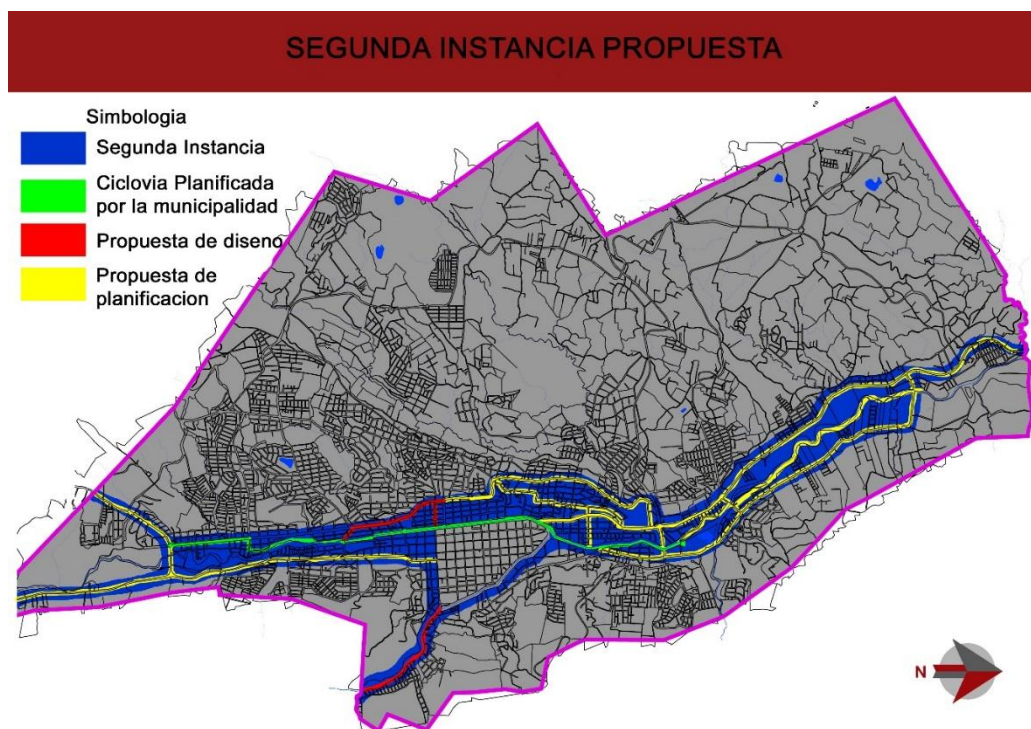 SEGUNDA INSTANCIA PROPUESTA
Simbologia
Segunda Instancia
Ciclovia Planificada
por la municipalidad
Propuesta de diseno
Propuesta de
planificacion
N